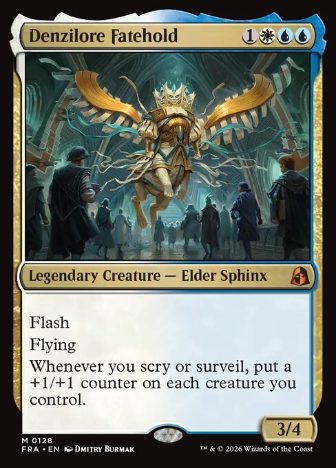 Denzilore Fatehold 1
Legendary Creature — Elder Sphinx
Flash
Flying
Whenever you scry or surveil, put a
+1/+1 counter on each creature you
control.
3/4
M 0128
FRA • EN Dmitry Burmak
™ & © 2026 Wizards of the Coast